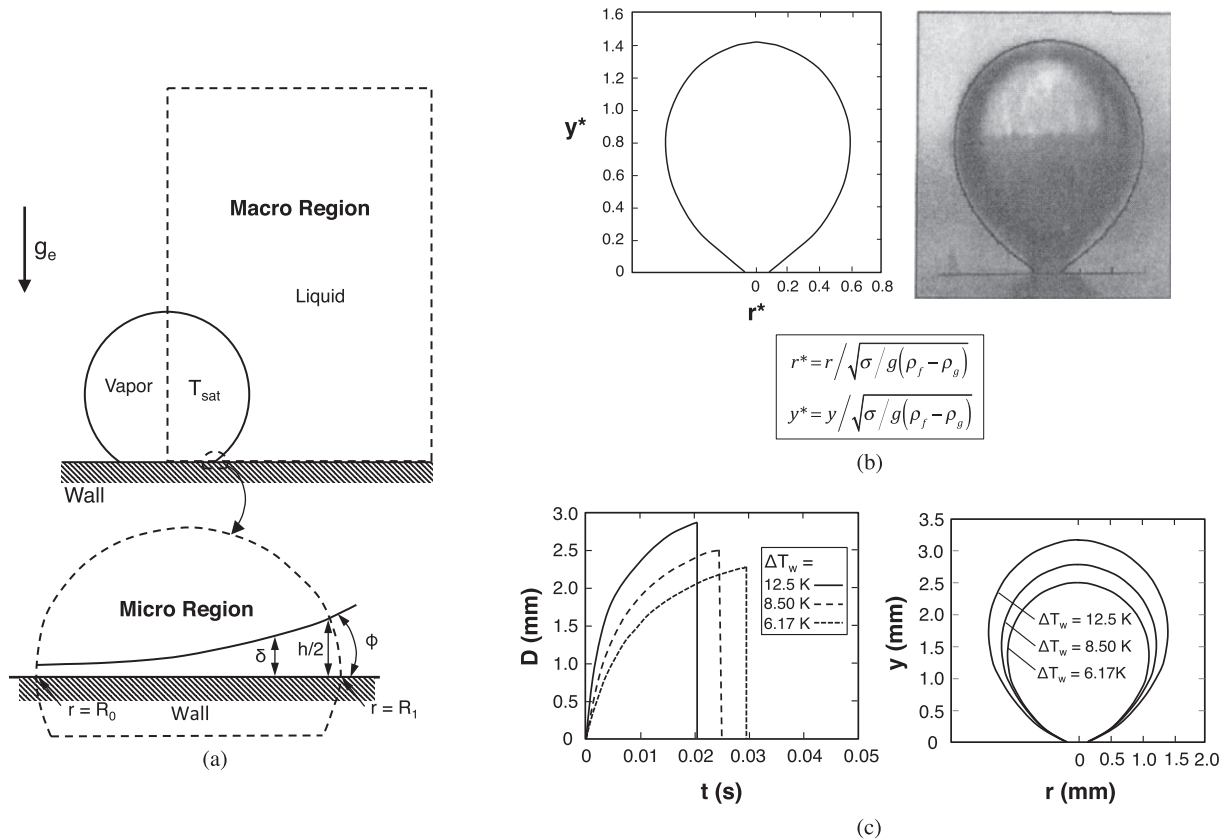 g_e
Macro Region
Liquid
Vapor
T_sat
Wall
Micro Region
δ
h/2
ϕ
r = R_0
Wall
r = R_1
(a)
1.6
1.4
1.2
1.0
0.8
0.6
0.4
0.2
0
y*
0 0.2 0.4 0.6 0.8
r*
r* = r / √σ / g(ρ_f − ρ_g)
y* = y / √σ / g(ρ_f − ρ_g)
(b)
3.0
2.5
2.0
1.5
1.0
0.5
0
D (mm)
ΔT_w =
12.5 K
8.50 K
6.17 K
0 0.01 0.02 0.03 0.04 0.05
t (s)
3.5
3.0
2.5
2.0
1.5
1.0
0.5
0
y (mm)
ΔT_w = 12.5 K
ΔT_w = 8.50 K
ΔT_w = 6.17K
0 0.5 1.0 1.5 2.0
r (mm)
(c)